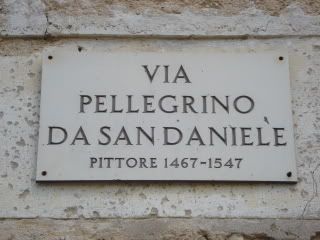 VIA
PELLEGRINO
DA SAN DANIELE
PITTORE 1467-1547